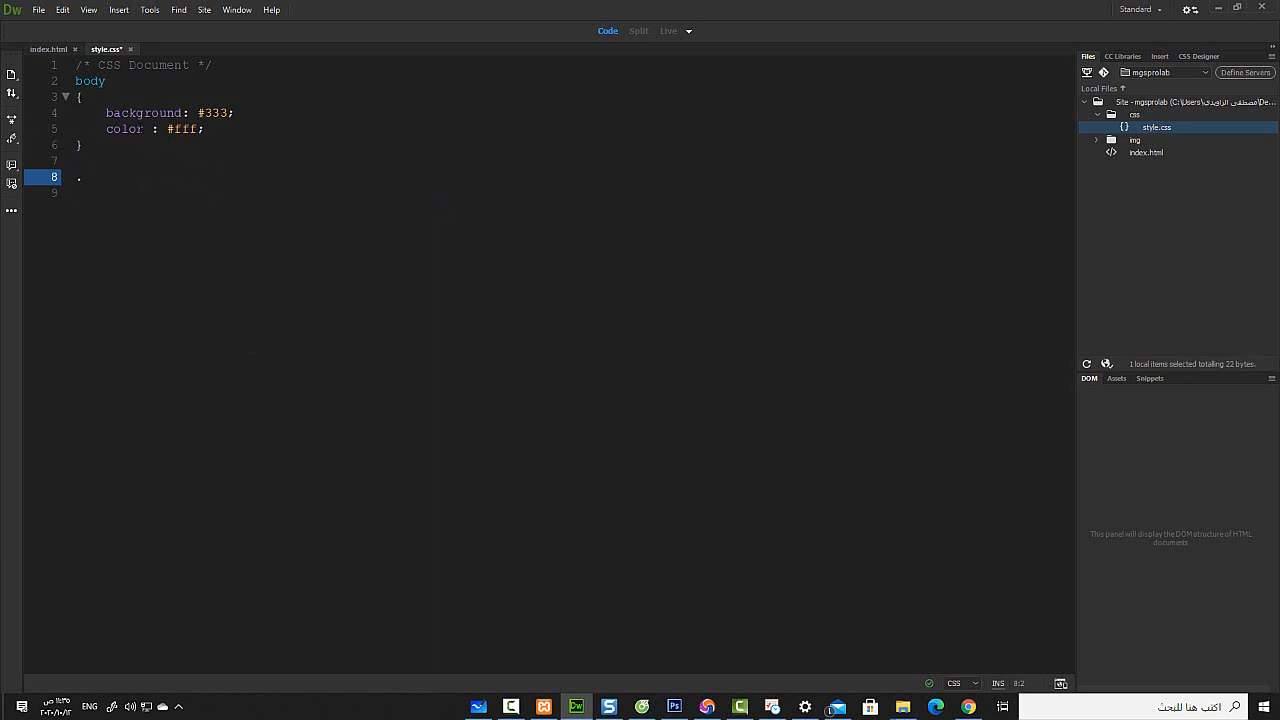 Dw File Edit View Insert Tools Find Site Window Help Standard
Code Split Live
index.html style.css*
1 /* CSS Document */
2 body
3 {
4 background: #333;
5 color : #fff;
6 }
7
8 .
9
Files CC Libraries Insert CSS Designer
mgsprolab Define Servers
Local Files
css
style.css
img
index.html
1 local items selected totalling 22 bytes.
DOM Assets Snippets
This panel will display the DOM structure of HTML
documents
CSS INS 8:2
ENG
Dw
Ps
اكتب هنا للبحث